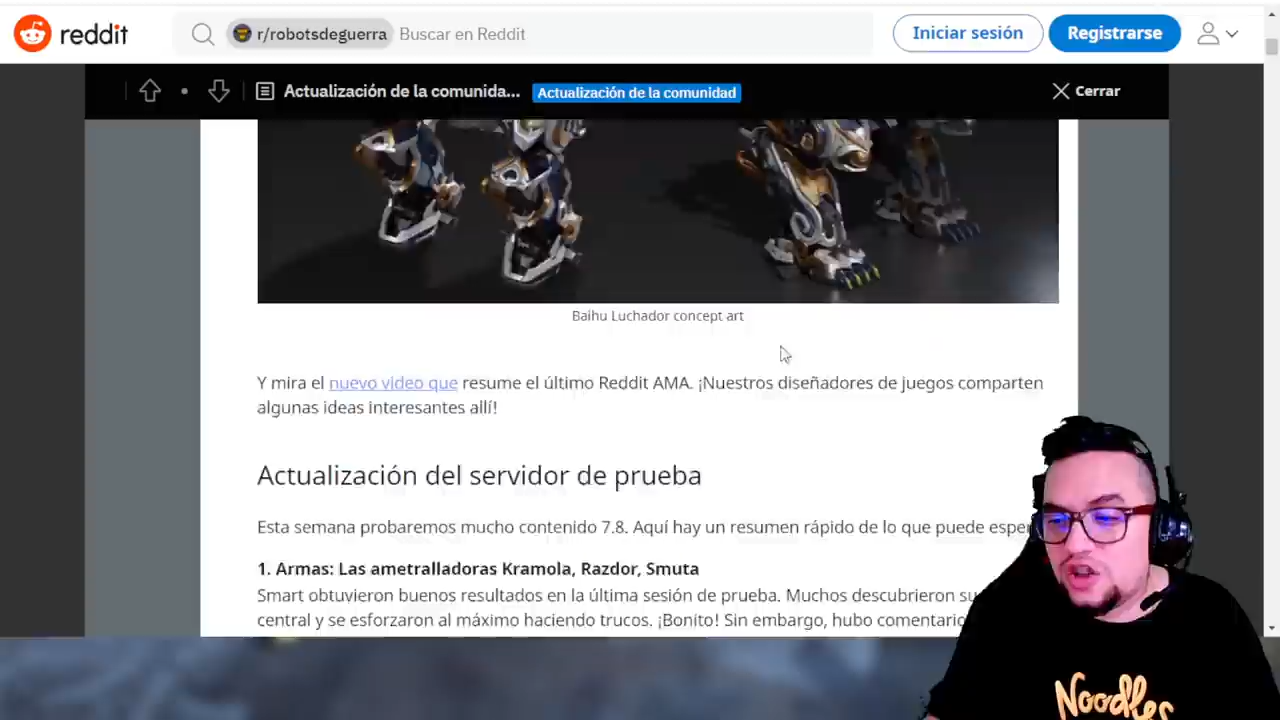 reddit
r/robotsdeguerra
Buscar en Reddit
Iniciar sesión
Registrarse
Actualización de la comunida...
Actualización de la comunidad
Cerrar
Baihu Luchador concept art
Y mira el nuevo video que resume el último Reddit AMA. ¡Nuestros diseñadores de juegos comparten
algunas ideas interesantes allí!
Actualización del servidor de prueba
Esta semana probaremos mucho contenido 7.8. Aquí hay un resumen rápido de lo que puede
1. Armas: Las ametralladoras Kramola, Razdor, Smuta
Smart obtuvieron buenos resultados en la última sesión de prueba. Muchos descubrieron
central y se esforzaron al máximo haciendo trucos. ¡Bonito! Sin embargo, hubo
Noodles